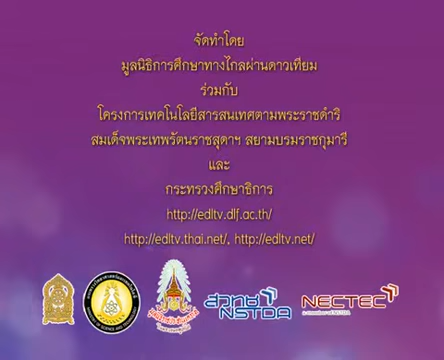 จัดทำโดย
มูลนิธิการศึกษาทางไกลผ่านดาวเทียม
ร่วมกับ
โครงการเทคโนโลยีสารสนเทศตามพระราชดำริ
สมเด็จพระเทพรัตนราชสุดาฯ สยามบรมราชกุมารี
และ
กระทรวงศึกษาธิการ
http://edltv.dlf.ac.th/
http://edltv.thai.net/, http://edltv.net/
สวทช
NSTDA
NECTEC
a member of NSTDA